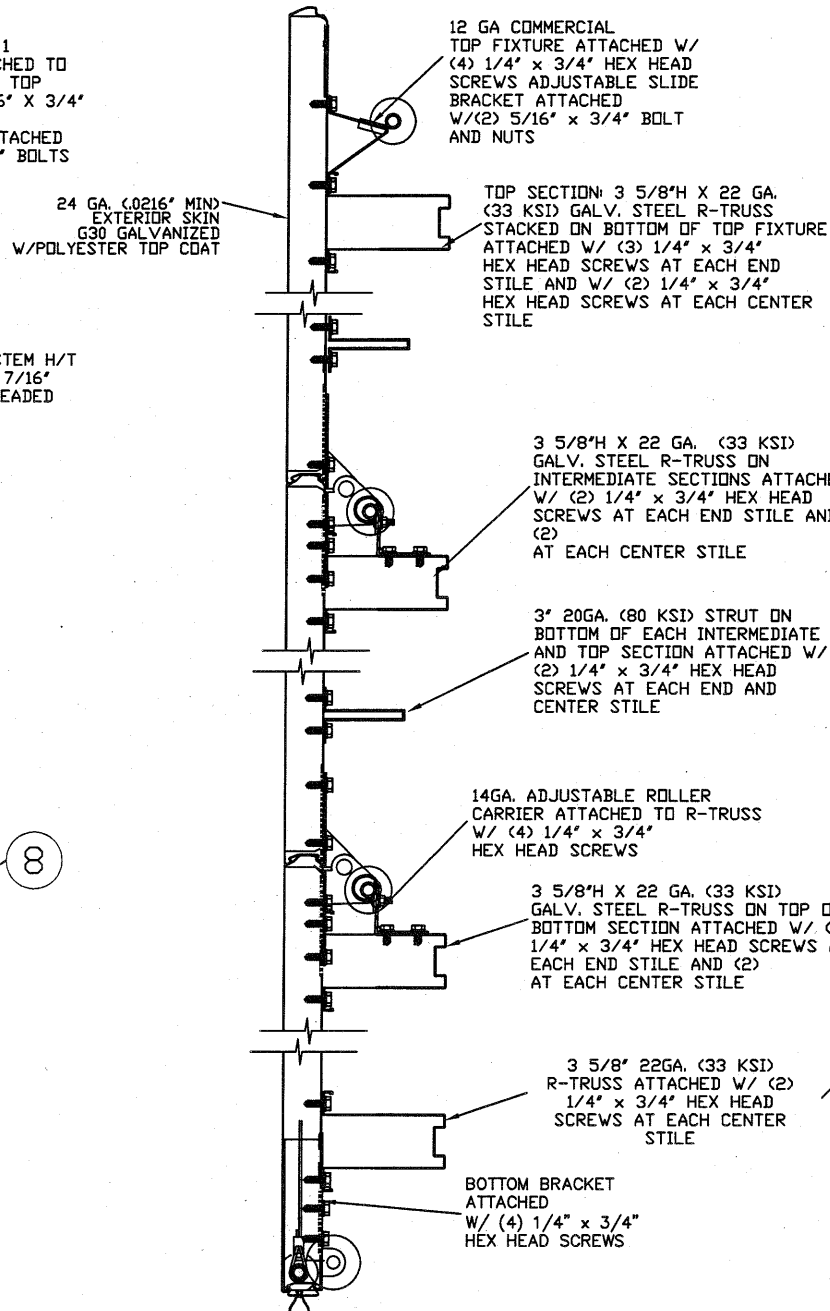 12 GA COMMERCIAL
TOP FIXTURE ATTACHED W/
(4) 1/4" x 3/4" HEX HEAD
SCREWS ADJUSTABLE SLIDE
BRACKET ATTACHED
W/(2) 5/16" x 3/4" BOLT
AND NUTS
1
TO
TOP
X 3/4"
BOLTS
24 GA. (.0216" MIN)
EXTERIOR SKIN
G30 GALVANIZED
W/POLYESTER TOP COAT
TOP SECTION: 3 5/8"H X 22 GA.
(33 KSI) GALV. STEEL R-TRUSS
STACKED ON BOTTOM OF TOP FIXTURE
ATTACHED W/ (3) 1/4" x 3/4"
HEX HEAD SCREWS AT EACH END
STILE AND W/ (2) 1/4" x 3/4"
HEX HEAD SCREWS AT EACH CENTER
STILE
H/T
7/16"
3 5/8"H X 22 GA. (33 KSI)
GALV. STEEL R-TRUSS ON
INTERMEDIATE SECTIONS
W/ (2) 1/4" x 3/4" HEX HEAD
SCREWS AT EACH END STILE
(2)
AT EACH CENTER STILE
3" 20GA. (80 KSI) STRUT ON
BOTTOM OF EACH INTERMEDIATE
AND TOP SECTION ATTACHED W/
(2) 1/4" x 3/4" HEX HEAD
SCREWS AT EACH END AND
CENTER STILE
14GA. ADJUSTABLE ROLLER
CARRIER ATTACHED TO R-TRUSS
W/ (4) 1/4" x 3/4"
HEX HEAD SCREWS
8
3 5/8"H X 22 GA. (33 KSI)
GALV. STEEL R-TRUSS ON TOP
BOTTOM SECTION ATTACHED W/
1/4" x 3/4" HEX HEAD SCREWS
EACH END STILE AND (2)
AT EACH CENTER STILE
3 5/8" 22GA. (33 KSI)
R-TRUSS ATTACHED W/ (2)
1/4" x 3/4" HEX HEAD
SCREWS AT EACH CENTER
STILE
BOTTOM BRACKET
ATTACHED
W/ (4) 1/4" x 3/4"
HEX HEAD SCREWS